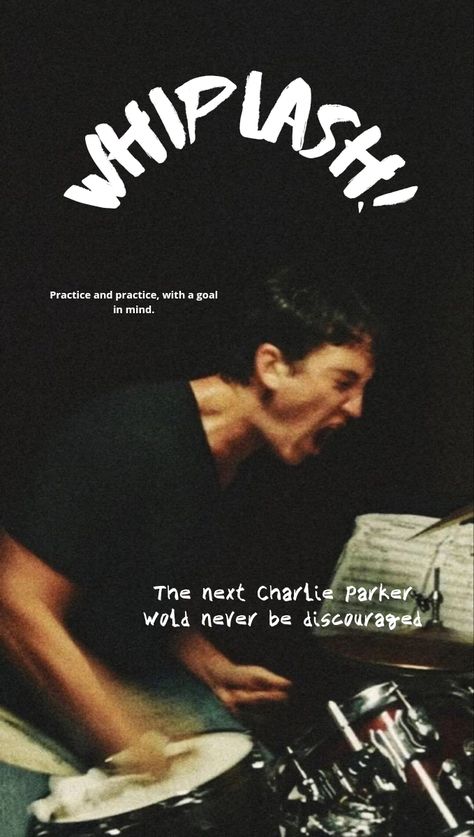 WHIPLASH!
Practice and practice, with a goal
in mind.
The next Charlie Parker
Wold never be discouraged